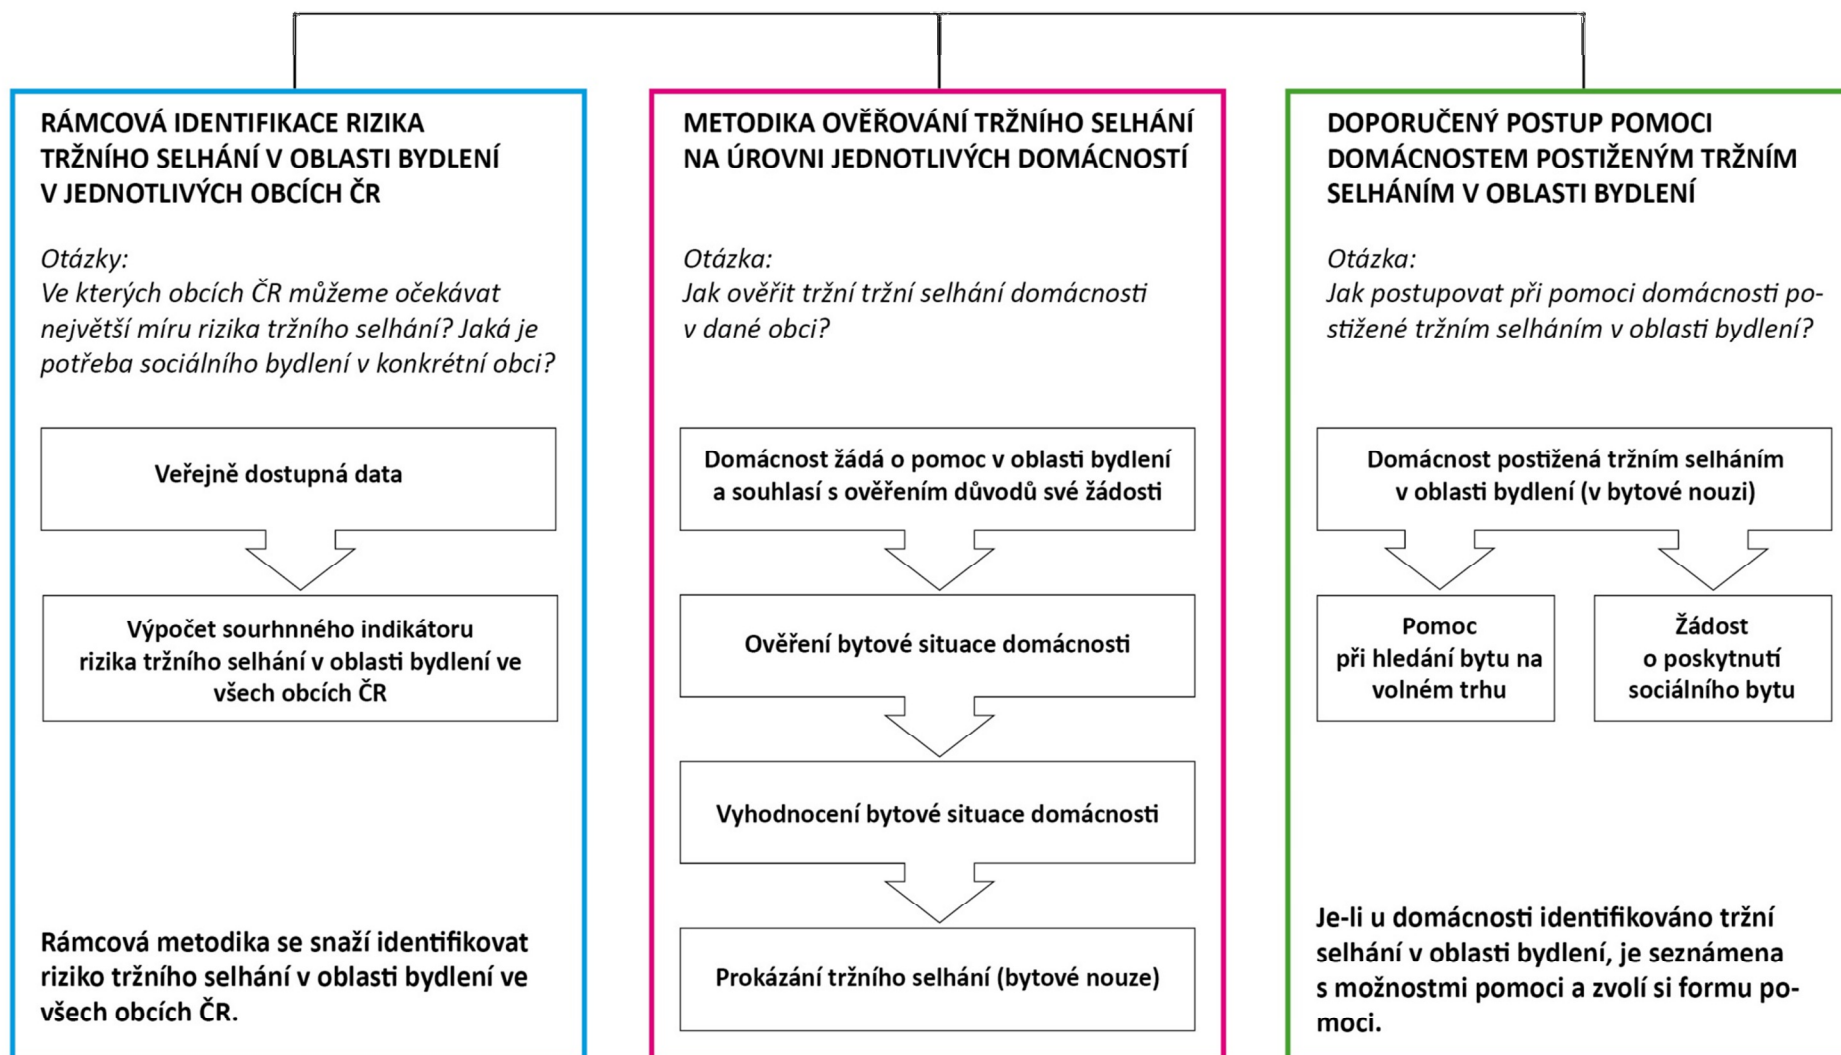 RÁMCOVÁ IDENTIFIKACE RIZIKA
TRŽNÍHO SELHÁNÍ V OBLASTI BYDLENÍ
V JEDNOTLIVÝCH OBCÍCH ČR
Otázky:
Ve kterých obcích ČR můžeme očekávat
největší míru rizika tržního selhání? Jaká je
potřeba sociálního bydlení v konkrétní obci?
Veřejně dostupná data
Výpočet sourhnného indikátoru
rizika tržního selhání v oblasti bydlení ve
všech obcích ČR
Rámcová metodika se snaží identifikovat
riziko tržního selhání v oblasti bydlení ve
všech obcích ČR.
METODIKA OVĚŘOVÁNÍ TRŽNÍHO SELHÁNÍ
NA ÚROVNI JEDNOTLIVÝCH DOMÁCNOSTÍ
Otázka:
Jak ověřit tržní tržní selhání domácnosti
v dané obci?
Domácnost žádá o pomoc v oblasti bydlení
a souhlasí s ověřením důvodů své žádosti
Ověření bytové situace domácnosti
Vyhodnocení bytové situace domácnosti
Prokázání tržního selhání (bytové nouze)
DOPORUČENÝ POSTUP POMOCI
DOMÁCNOSTEM POSTIŽENÝM TRŽNÍM
SELHÁNÍM V OBLASTI BYDLENÍ
Otázka:
Jak postupovat při pomoci domácnosti po-
stižené tržním selháním v oblasti bydlení?
Domácnost postižená tržním selháním
v oblasti bydlení (v bytové nouzi)
Pomoc
při hledání bytu na
volném trhu
Žádost
o poskytnutí
sociálního bytu
Je-li u domácnosti identifikováno tržní
selhání v oblasti bydlení, je seznámena
s možnostmi pomoci a zvolí si formu po-
moci.